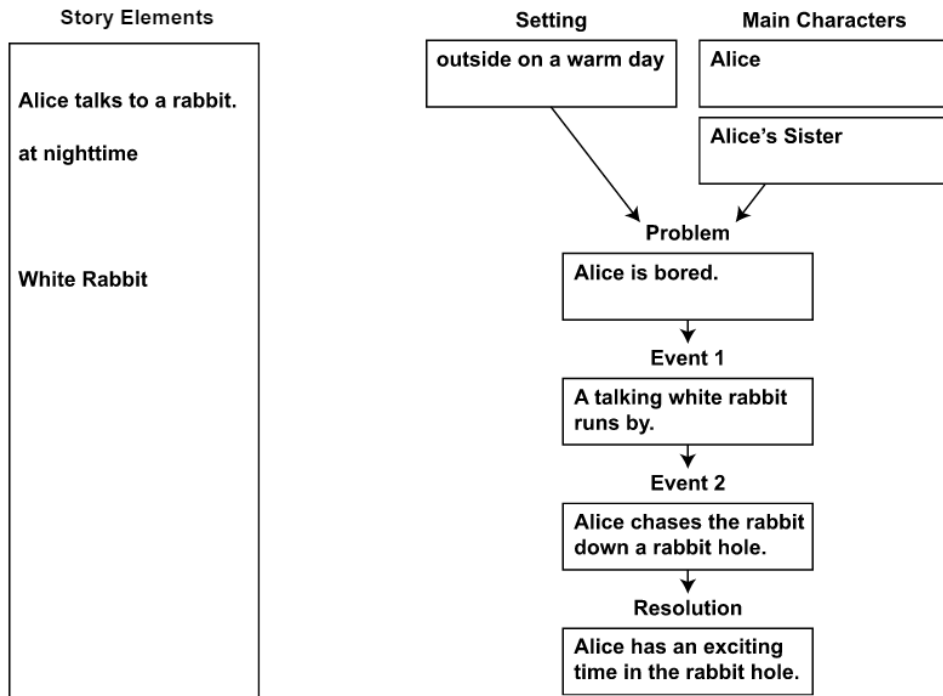 Story Elements
Alice talks to a rabbit.
at nighttime
White Rabbit
Setting
outside on a warm day
Main Characters
Alice
Alice's Sister
Problem
Alice is bored.
Event 1
A talking white rabbit
runs by.
Event 2
Alice chases the rabbit
down a rabbit hole.
Resolution
Alice has an exciting
time in the rabbit hole.